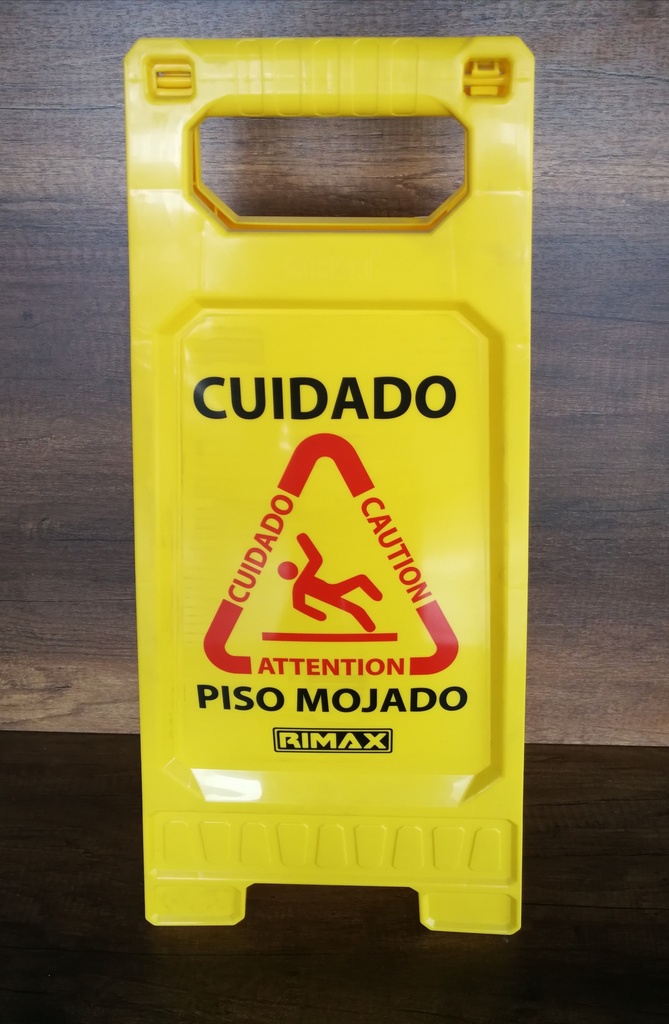 CUIDADO
CUIDADO
CAUTION
ATTENTION
PISO MOJADO
RIMAX